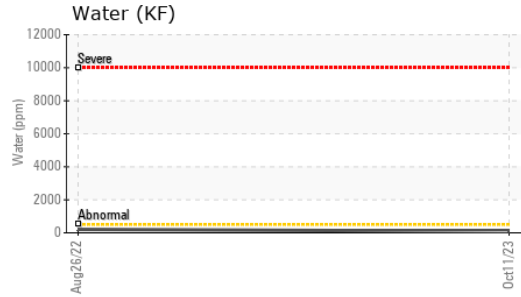 Water (KF)
12000
Severe
10000
8000
Water (ppm)
6000
4000
2000
Abnormal
0
Aug26/22
Oct11/23